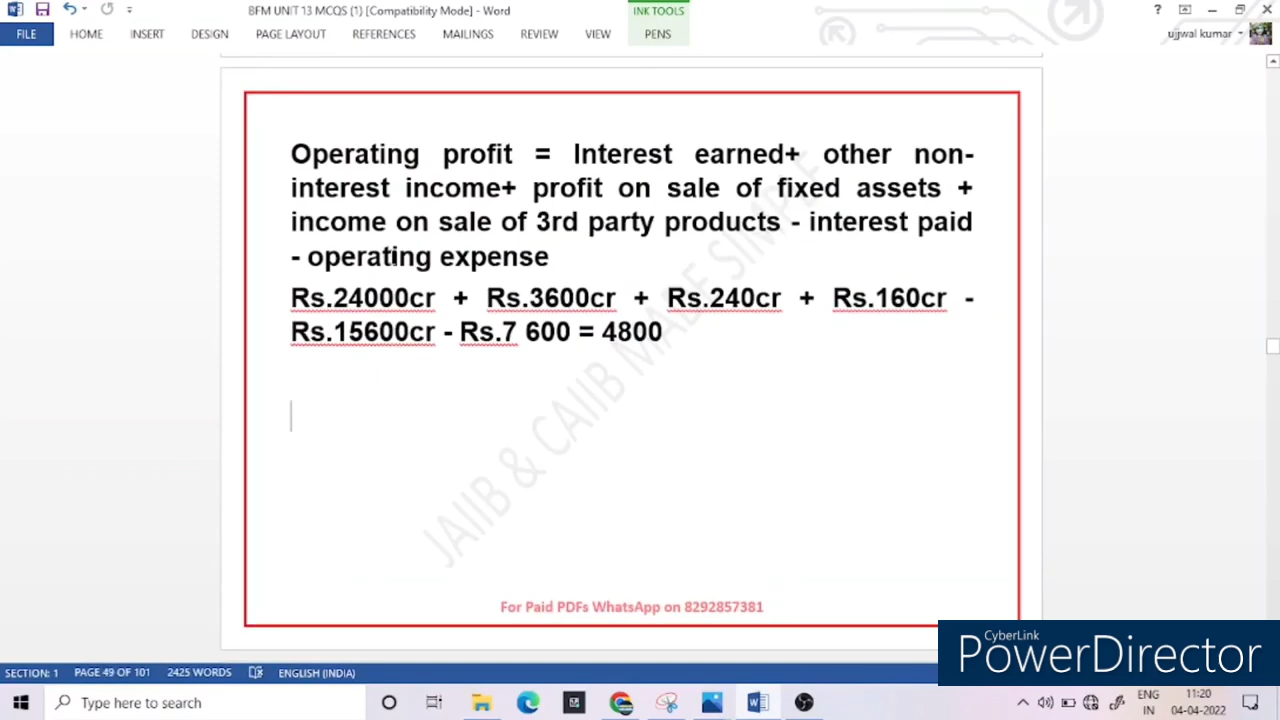 BFM UNIT 13 MCQS (1) [Compatibility Mode] - Word
INK TOOLS
?
FILE
HOME
INSERT
DESIGN
PAGE LAYOUT
REFERENCES
MAILINGS
REVIEW
VIEW
PENS
ujjwal kumar
Operating profit = Interest earned+ other non-
interest income+ profit on sale of fixed assets +
income on sale of 3rd party products - interest paid
- operating expense
Rs.24000cr + Rs.3600cr + Rs.240cr + Rs.160cr -
Rs.15600cr - Rs.7 600 = 4800
JAIIB & CAIIB MADE SIMPLE
For Paid PDFs WhatsApp on 8292857381
CyberLink
PowerDirector
SECTION: 1 PAGE 49 OF 101 2425 WORDS ENGLISH (INDIA)
Type here to search
ENG
IN
11:20
04-04-2022